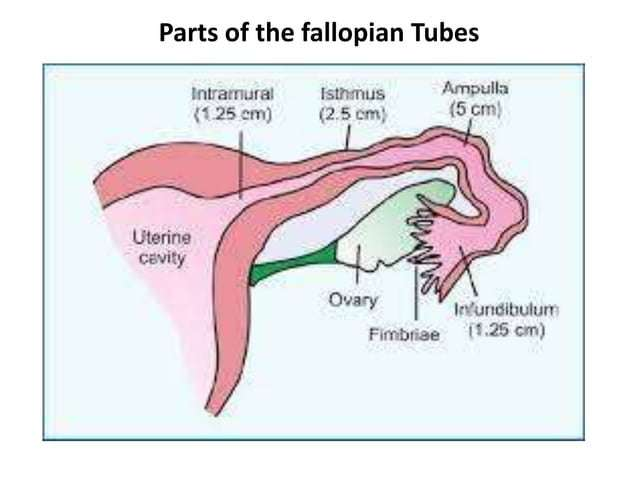 Parts of the fallopian Tubes
Intramural
(1.25 cm)
Isthmus
(2.5 cm)
Ampulla
(5 cm)
Uterine
cavity
Ovary
Fimbriae
Infundibulum
(1.25 cm)